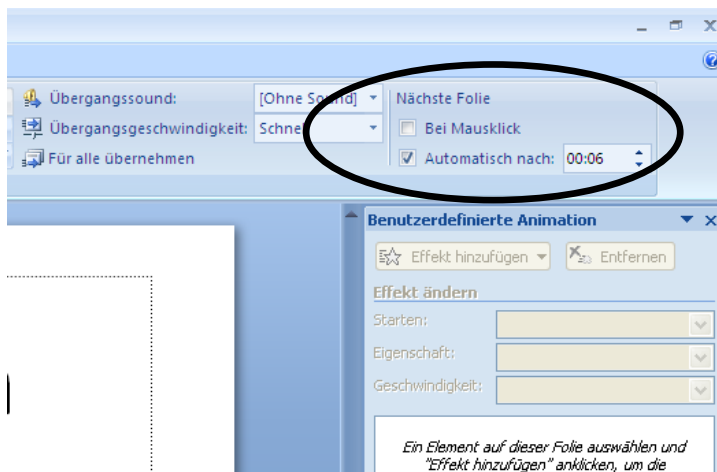 Übergangssound: [Ohne Sound] Nächste Folie
Übergangsgeschwindigkeit: Schnell Bei Mausklick
Für alle übernehmen Automatisch nach: 00:06
Benutzerdefinierte Animation
Effekt hinzufügen Entfernen
Effekt ändern
Starten:
Eigenschaft:
Geschwindigkeit:
Ein Element auf dieser Folie auswählen und
"Effekt hinzufügen" anklicken, um die